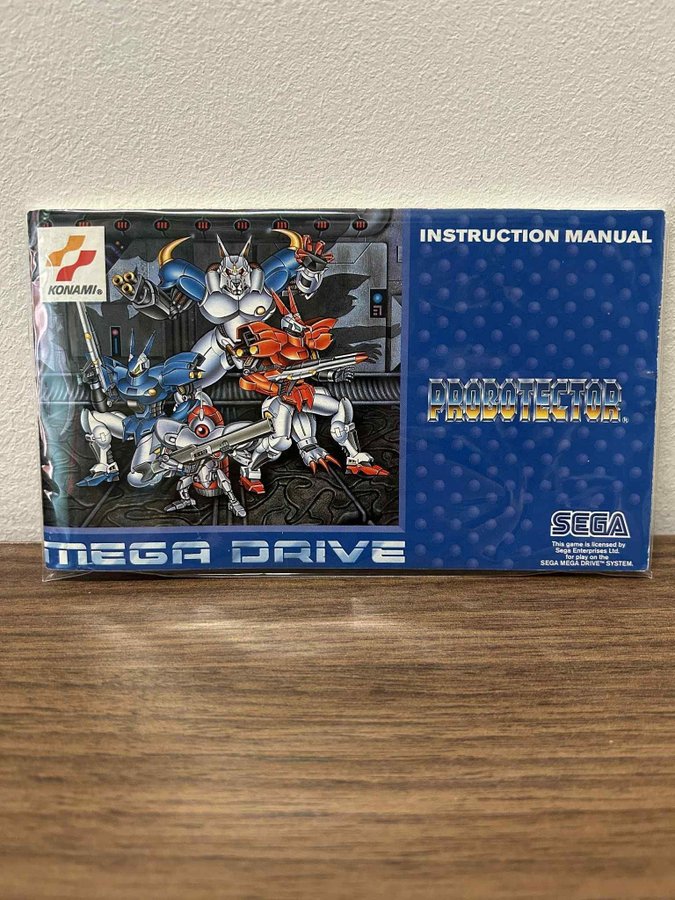 KONAMI®
INSTRUCTION MANUAL
PROBOTECTOR®
MEGA DRIVE
SEGA
This game is licensed by
Sega Enterprises Ltd.
for play on the
SEGA MEGA DRIVE™ SYSTEM.